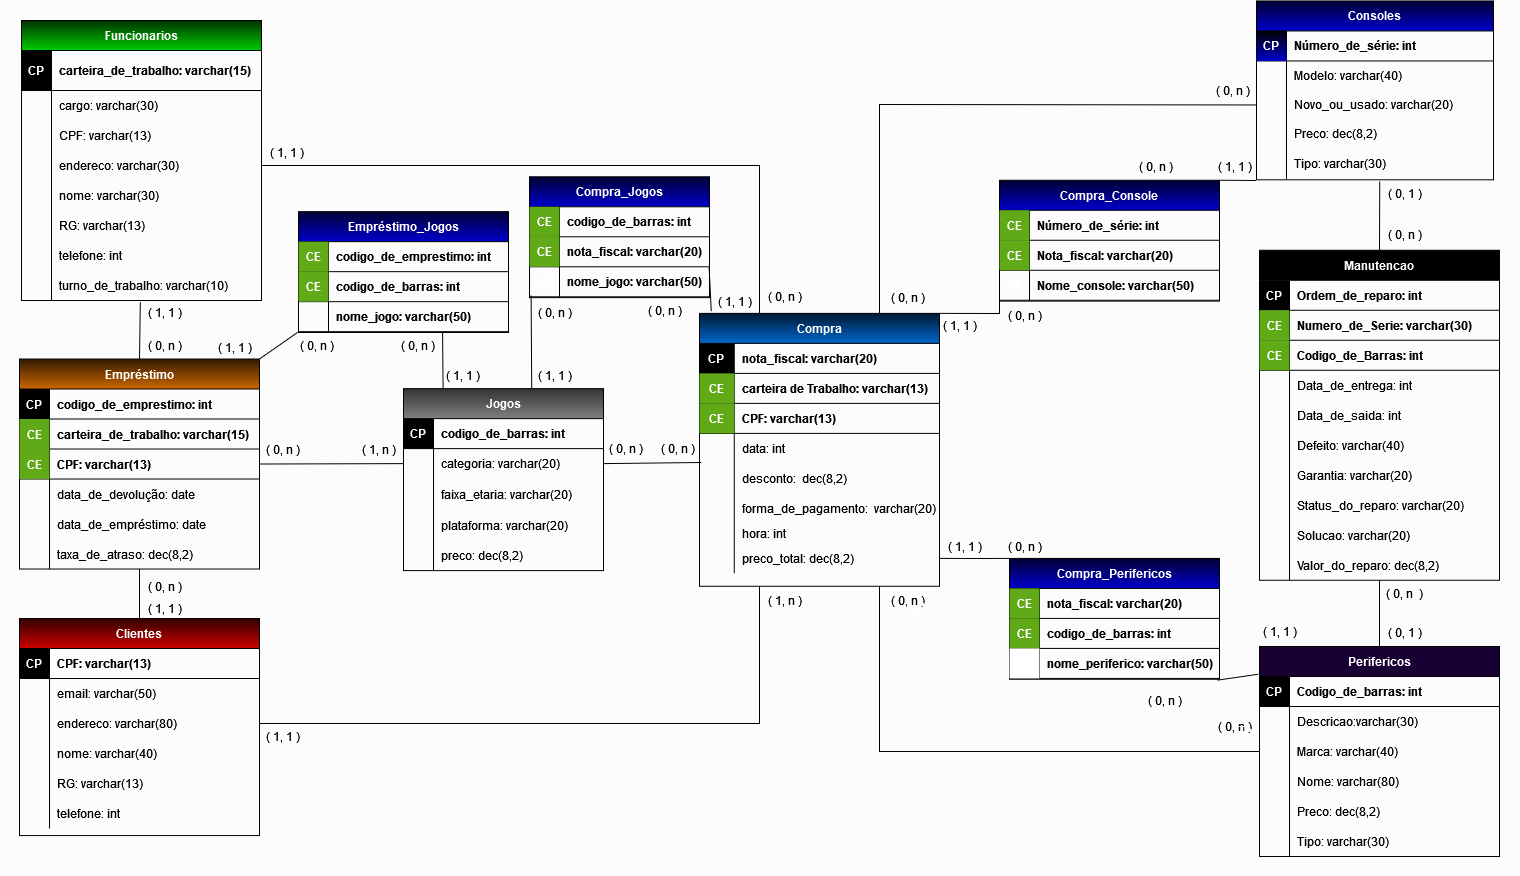 Funcionarios
CP carteira_de_trabalho: varchar(15)
cargo: varchar(30)
CPF: varchar(13)
endereco: varchar(30)
nome: varchar(30)
RG: varchar(13)
telefone: int
turno_de_trabalho: varchar(10)
( 1, 1 )
( 1, 1 )
( 0, n )
Empréstimo_Jogos
CE codigo_de_emprestimo: int
CE codigo_de_barras: int
nome_jogo: varchar(50)
( 1, 1 )
( 0, n )
( 0, n )
( 1, 1 )
Compra_Jogos
CE codigo_de_barras: int
CE nota_fiscal: varchar(20)
nome_jogo: varchar(50)
( 0, n )
( 1, 1 )
( 0, n )
( 1, 1 )
( 0, n )
Empréstimo
CP codigo_de_emprestimo: int
CE carteira_de_trabalho: varchar(15)
CE CPF: varchar(13)
data_de_devolução: date
data_de_empréstimo: date
taxa_de_atraso: dec(8,2)
( 0, n )
( 1, n )
( 0, n )
( 1, 1 )
Jogos
CP codigo_de_barras: int
categoria: varchar(20)
faixa_etaria: varchar(20)
plataforma: varchar(20)
preco: dec(8,2)
( 0, n )
( 0, n )
Clientes
CP CPF: varchar(13)
email: varchar(50)
endereco: varchar(80)
nome: varchar(40)
RG: varchar(13)
telefone: int
( 1, 1 )
Compra
CP nota_fiscal: varchar(20)
CE carteira de Trabalho: varchar(13)
CE CPF: varchar(13)
data: int
desconto: dec(8,2)
forma_de_pagamento: varchar(20)
hora: int
preco_total: dec(8,2)
( 0, n )
( 1, 1 )
( 1, 1 )
( 0, n )
( 1, n )
( 0, n )
Compra_Console
CE Número_de_série: int
CE Nota_fiscal: varchar(20)
Nome_console: varchar(50)
( 0, n )
( 0, n )
( 1, 1 )
( 0, n )
Consoles
CP Número_de_série: int
Modelo: varchar(40)
Novo_ou_usado: varchar(20)
Preco: dec(8,2)
Tipo: varchar(30)
( 0, 1 )
( 0, n )
Manutencao
CP Ordem_de_reparo: int
CE Numero_de_Serie: varchar(30)
CE Codigo_de_Barras: int
Data_de_entrega: int
Data_de_saida: int
Defeito: varchar(40)
Garantia: varchar(20)
Status_do_reparo: varchar(20)
Solucao: varchar(20)
Valor_do_reparo: dec(8,2)
( 0, n )
( 0, 1 )
Compra_Perifericos
CE nota_fiscal: varchar(20)
CE codigo_de_barras: int
nome_periferico: varchar(50)
( 0, n )
( 1, 1 )
( 0, n )
Perifericos
CP Codigo_de_barras: int
Descricao:varchar(30)
Marca: varchar(40)
Nome: varchar(80)
Preco: dec(8,2)
Tipo: varchar(30)